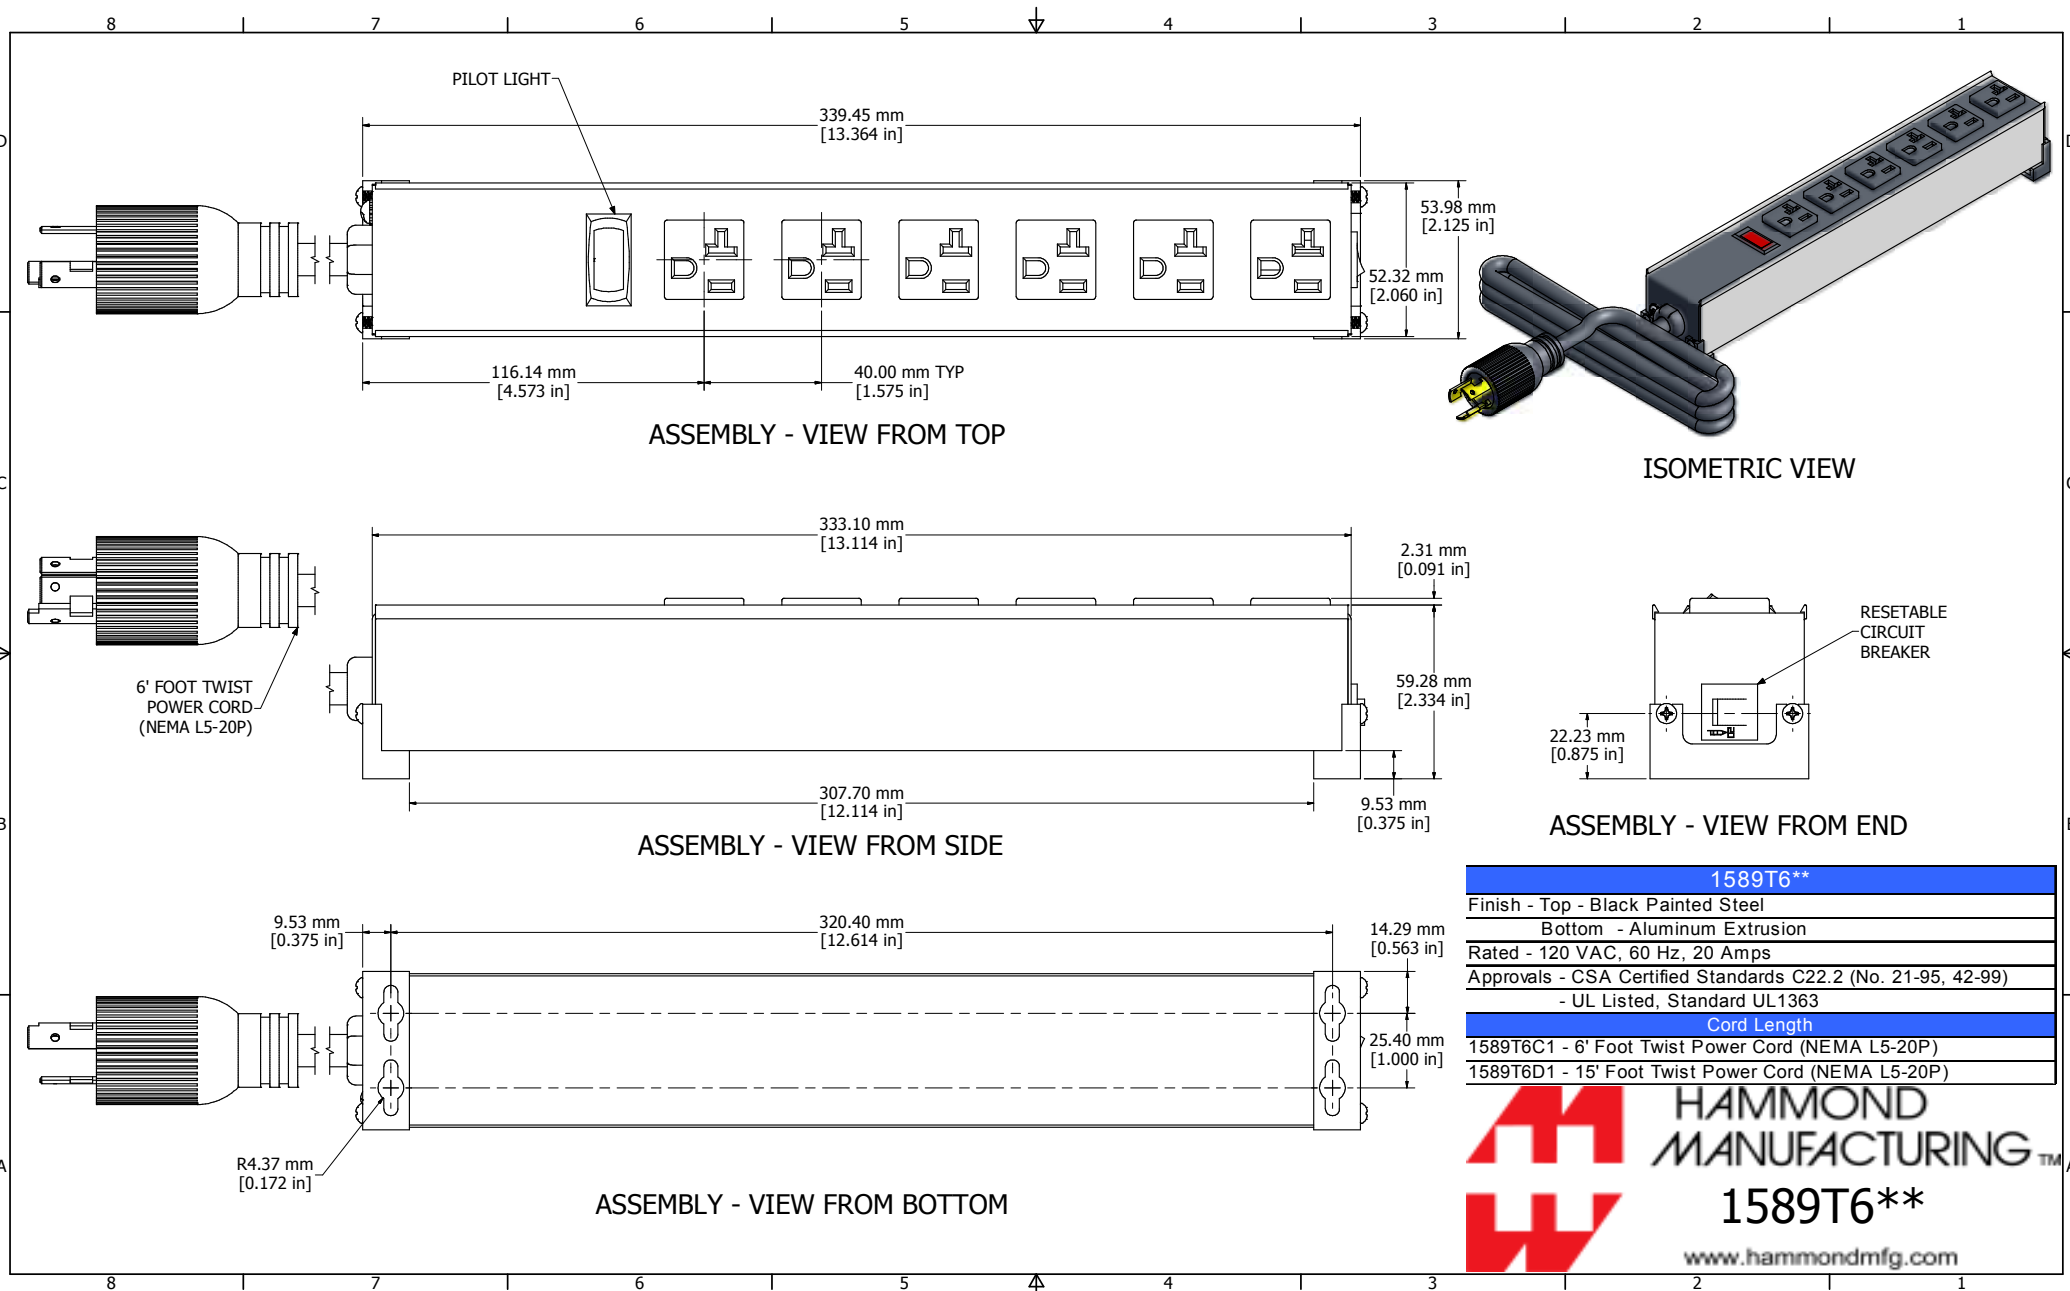 8 7 6 5 4 3 2 1
PILOT LIGHT
339.45 mm
[13.364 in]
53.98 mm
[2.125 in]
52.32 mm
[2.060 in]
116.14 mm
[4.573 in]
40.00 mm TYP
[1.575 in]
ASSEMBLY - VIEW FROM TOP
ISOMETRIC VIEW
333.10 mm
[13.114 in]
2.31 mm
[0.091 in]
6' FOOT TWIST
POWER CORD
(NEMA L5-20P)
59.28 mm
[2.334 in]
307.70 mm
[12.114 in]
9.53 mm
[0.375 in]
ASSEMBLY - VIEW FROM SIDE
RESETABLE
CIRCUIT
BREAKER
22.23 mm
[0.875 in]
ASSEMBLY - VIEW FROM END
9.53 mm
[0.375 in]
320.40 mm
[12.614 in]
14.29 mm
[0.563 in]
25.40 mm
[1.000 in]
R4.37 mm
[0.172 in]
ASSEMBLY - VIEW FROM BOTTOM
1589T6**
Finish - Top - Black Painted Steel
Bottom - Aluminum Extrusion
Rated - 120 VAC, 60 Hz, 20 Amps
Approvals - CSA Certified Standards C22.2 (No. 21-95, 42-99)
- UL Listed, Standard UL1363
Cord Length
1589T6C1 - 6' Foot Twist Power Cord (NEMA L5-20P)
1589T6D1 - 15' Foot Twist Power Cord (NEMA L5-20P)
HAMMOND
MANUFACTURING TM
1589T6**
www.hammondmfg.com
8 7 6 5 4 3 2 1